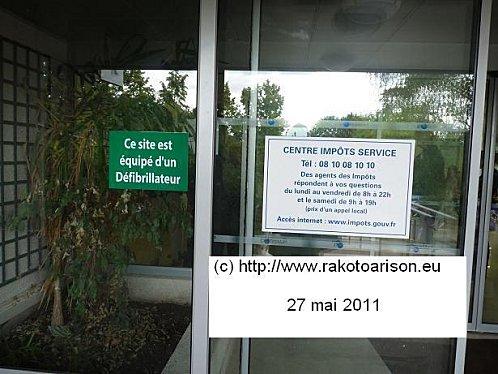 Ce site est
équipé d'un
Défibrillateur
CENTRE IMPÔTS SERVICE
Tél : 08 10 08 10 10
Des agents des Impôts
répondent à vos questions
du lundi au vendredi de 8h à 22h
et le samedi de 9h à 19h
(prix d'un appel local)
Accès internet : www.impots.gouv.fr
(c) http://www.rakotoarison.eu
27 mai 2011